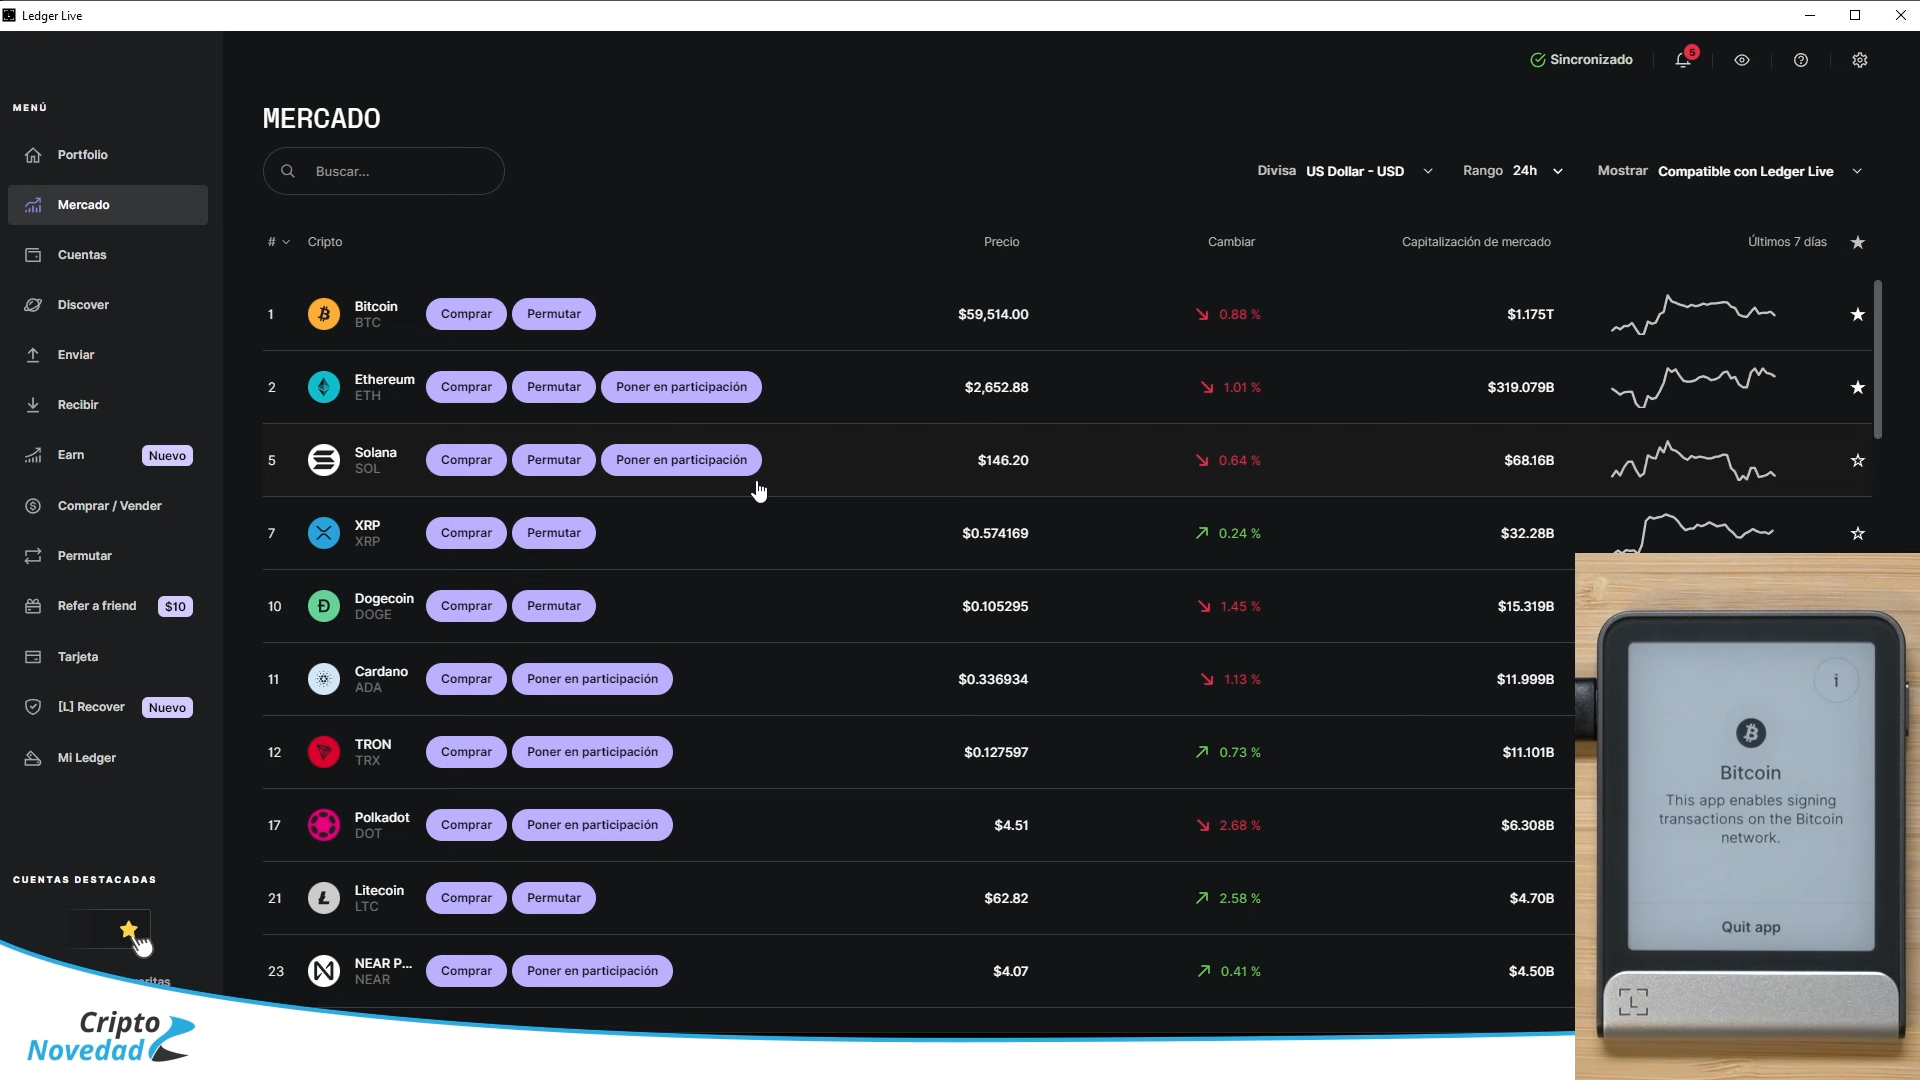 Ledger Live
Sincronizado
5
MENÚ
Portfolio
Mercado
Cuentas
Discover
Enviar
Recibir
Earn Nuevo
Comprar / Vender
Permutar
Refer a friend $10
Tarjeta
[L] Recover Nuevo
Mi Ledger
CUENTAS DESTACADAS
MERCADO
Buscar...
Divisa US Dollar - USD Rango 24h Mostrar Compatible con Ledger Live
# Cripto Precio Cambiar Capitalización de mercado Últimos 7 días
1 Bitcoin Comprar Permutar $59,514.00 0.88 % $1.175T
BTC
2 Ethereum Comprar Permutar Poner en participación $2,652.88 1.01 % $319.079B
ETH
5 Solana Comprar Permutar Poner en participación $146.20 0.64 % $68.16B
SOL
7 XRP Comprar Permutar $0.574169 0.24 % $32.28B
XRP
10 Dogecoin Comprar Permutar $0.105295 1.45 % $15.319B
DOGE
11 Cardano Comprar Poner en participación $0.336934 1.13 % $11.999B
ADA
12 TRON Comprar Poner en participación $0.127597 0.73 % $11.101B
TRX
17 Polkadot Comprar Poner en participación $4.51 2.68 % $6.308B
DOT
21 Litecoin Comprar Permutar $62.82 2.58 % $4.70B
LTC
23 NEAR P... Comprar Poner en participación $4.07 0.41 % $4.50B
NEAR
i
Bitcoin
This app enables signing
transactions on the Bitcoin
network.
Quit app
L
Cripto
Novedad